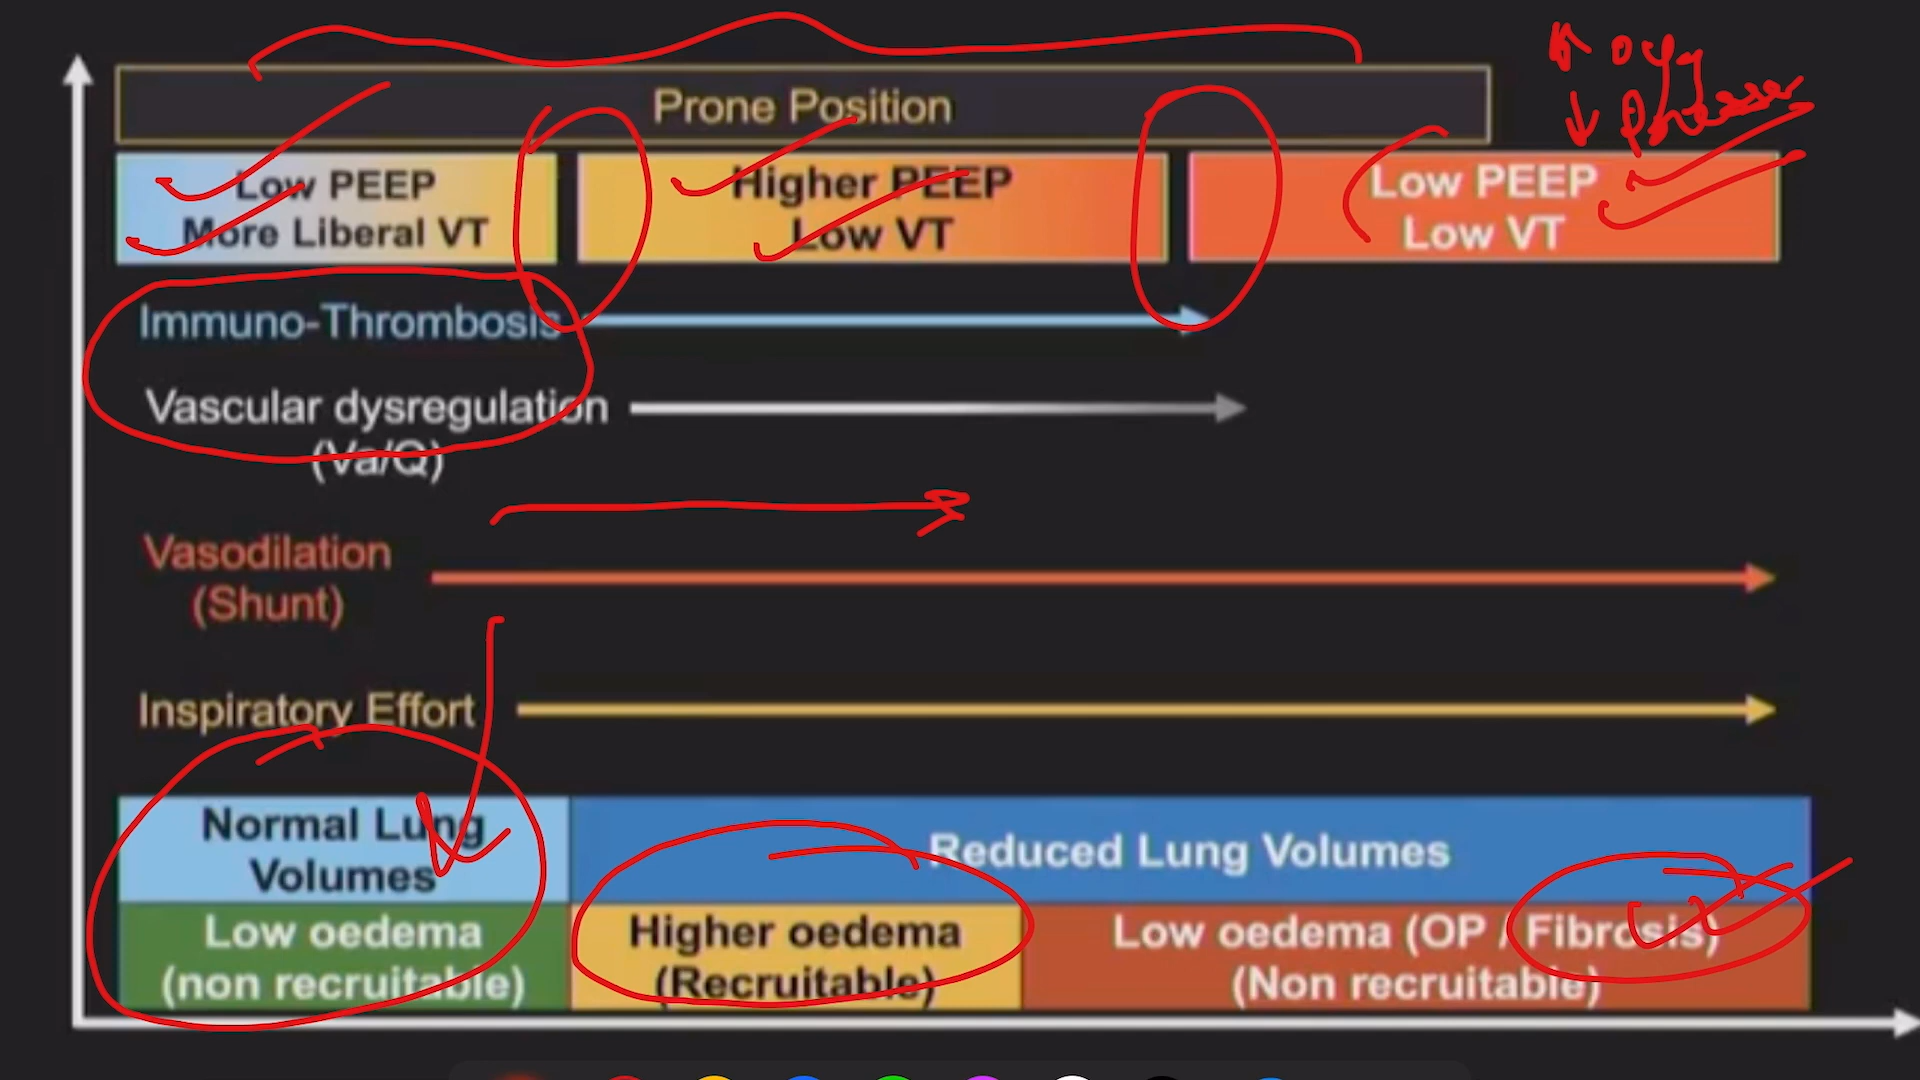 Prone Position
Low PEEP
More Liberal VT
Higher PEEP
Low VT
Low PEEP
Low VT
Immuno-Thrombosis
Vascular dysregulation
(Va/Q)
Vasodilation
(Shunt)
Inspiratory Effort
Normal Lung
Volumes
Reduced Lung Volumes
Low oedema
(non recruitable)
Higher oedema
(Recruitable)
Low oedema (OP / Fibrosis)
(Non recruitable)